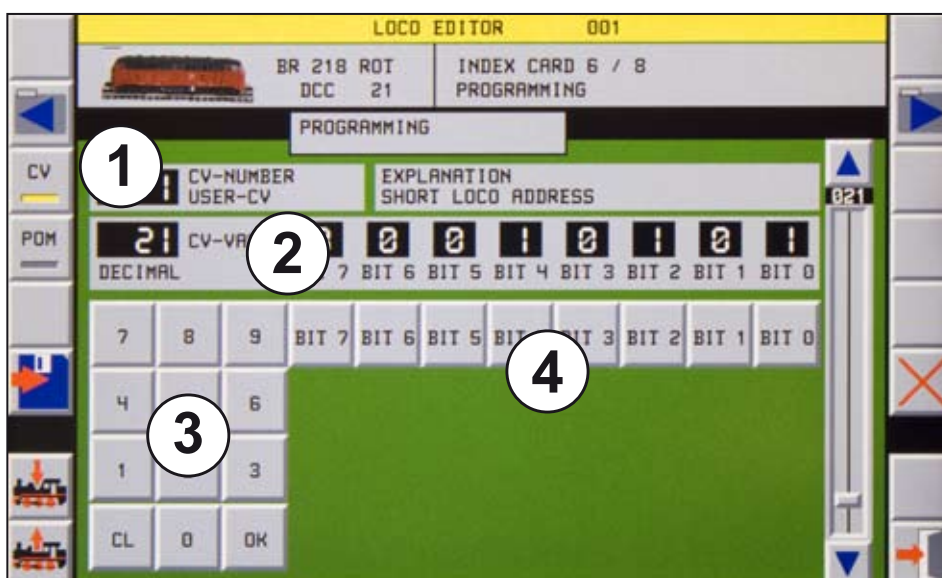 LOCO EDITOR 001
BR 218 ROT
DCC 21
INDEX CARD 6 / 8
PROGRAMMING
PROGRAMMING
CV
POM
1
CV-NUMBER
USER-CV
EXPLANATION
SHORT LOCO ADDRESS
021
21 CV-VA
2
0 0 1 0 1 0 1
DECIMAL
7 BIT 6 BIT 5 BIT 4 BIT 3 BIT 2 BIT 1 BIT 0
7 8 9 BIT 7 BIT 6 BIT 5 BIT 3 BIT 2 BIT 1 BIT 0
4
4 6
3
1 3
CL 0 OK